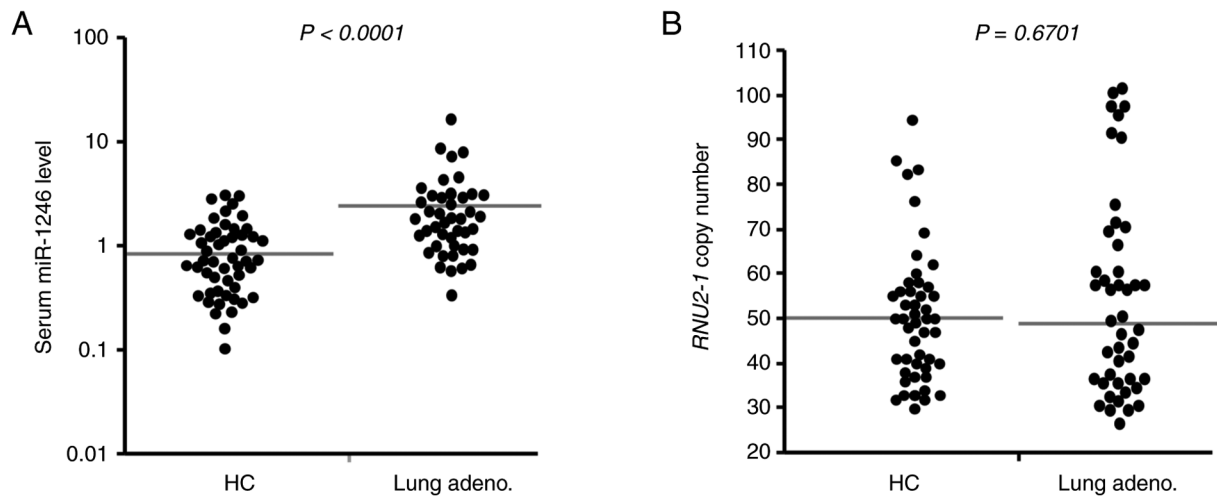 A
P < 0.0001
Serum miR-1246 level
100
10
1
0.1
0.01
HC
Lung adeno.
B
P = 0.6701
RNU2-1 copy number
110
100
90
80
70
60
50
40
30
20
HC
Lung adeno.